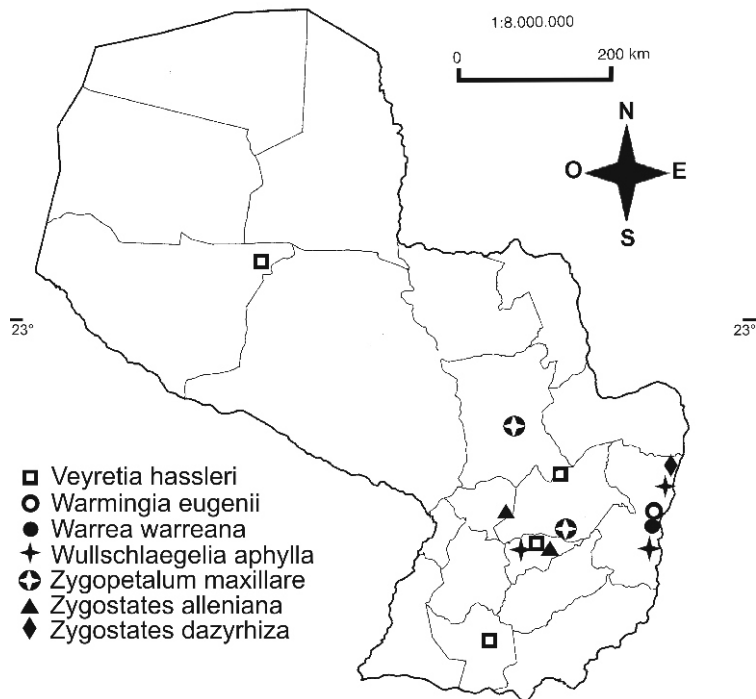 1:8.000.000
0 200 km
N
O E
S
23° 23°
Veyretia hassleri
Warmingia eugenii
Warrea warreana
Wullschlaegelia aphylla
Zygopetalum maxillare
Zygostates alleniana
Zygostates dazyrhiza